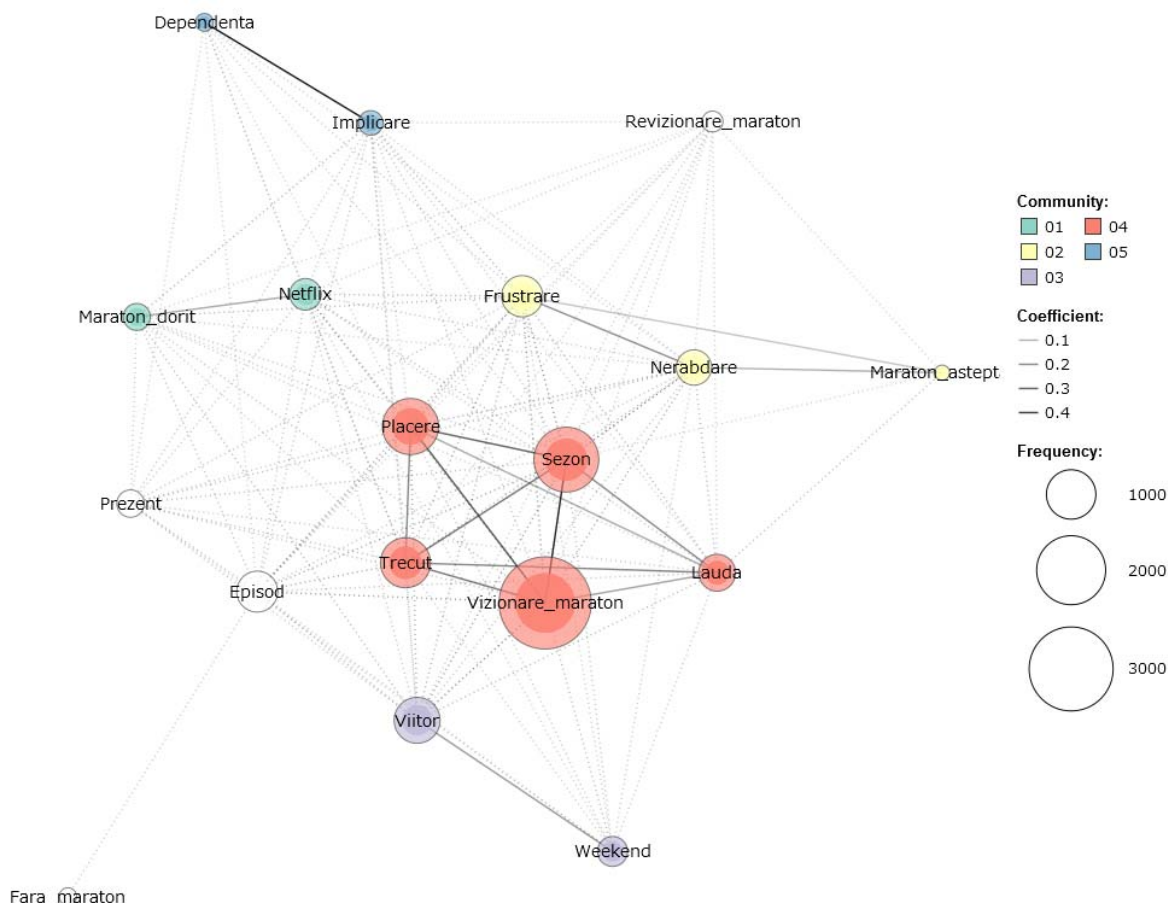 Dependenta
Implicare
Revizionare_maraton
Community:
01
04
02
05
03
Netflix
Frustrare
Maraton_dorit
Coefficient:
0.1
0.2
0.3
0.4
Nerabdare
Maraton_astept
Placere
Sezon
Frequency:
1000
2000
3000
Prezent
Trecut
Lauda
Episod
Vizionare_maraton
Viitor
Weekend
Fara_maraton